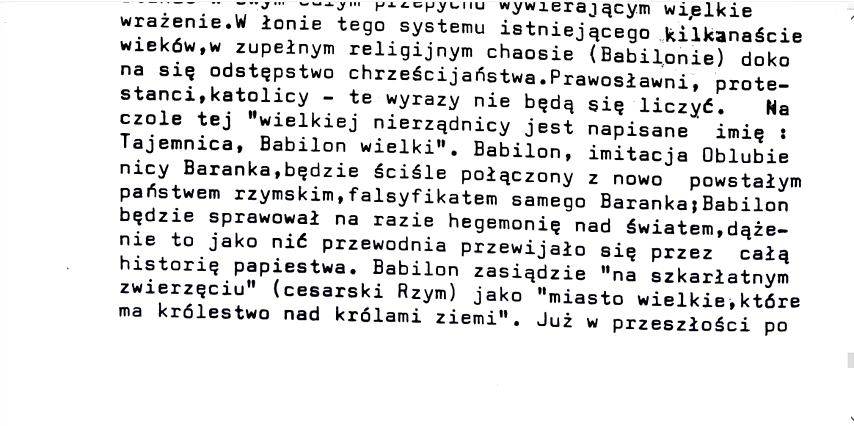 przepychu wywierającym wielkie
wrażenie.W łonie tego systemu istniejącego kilkanaście
wieków,w zupełnym religijnym chaosie (Babilonie) doko
na się odstępstwo chrześcijaństwa.Prawosławni, prote-
stanci,katolicy - te wyrazy nie będą się liczyć. Na
czole tej "wielkiej nierządnicy jest napisane imię :
Tajemnica, Babilon wielki". Babilon, imitacja Oblubie
nicy Baranka,będzie ściśle połączony z nowo powstałym
państwem rzymskim,falsyfikatem samego Baranka;Babilon
będzie sprawował na razie hegemonię nad światem,dąże-
nie to jako nić przewodnia przewijało się przez całą
historię papiestwa. Babilon zasiądzie "na szkarłatnym
zwierzęciu" (cesarski Rzym) jako "miasto wielkie,które
ma królestwo nad królami ziemi". Już w przeszłości po